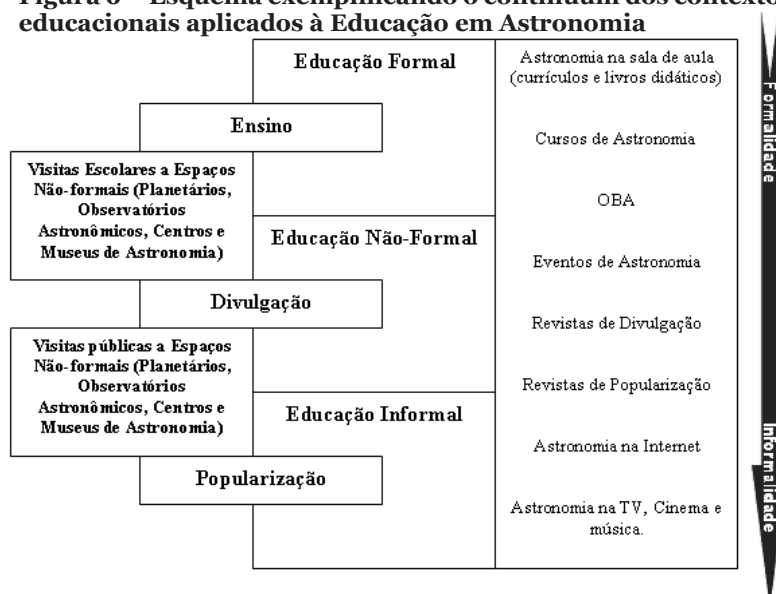 Figura 6 – Esquema exemplificando o continuum dos contexto
educacionais aplicados à Educação em Astronomia
Educação Formal
Ensino
Visitas Escolares a Espaços
Não-formais (Planetários,
Observatórios
Astronômicos, Centros e
Museus de Astronomia)
Educação Não-Formal
Divulgação
Visitas públicas a Espaços
Não-formais (Planetários,
Observatórios
Astronômicos, Centros e
Museus de Astronomia)
Educação Informal
Popularização
Astronomia na sala de aula
(currículos e livros didáticos)
Cursos de Astronomia
OBA
Eventos de Astronomia
Revistas de Divulgação
Revistas de Popularização
Astronomia na Internet
Astronomia na TV, Cinema e
música.
Formalidade
Informalidade